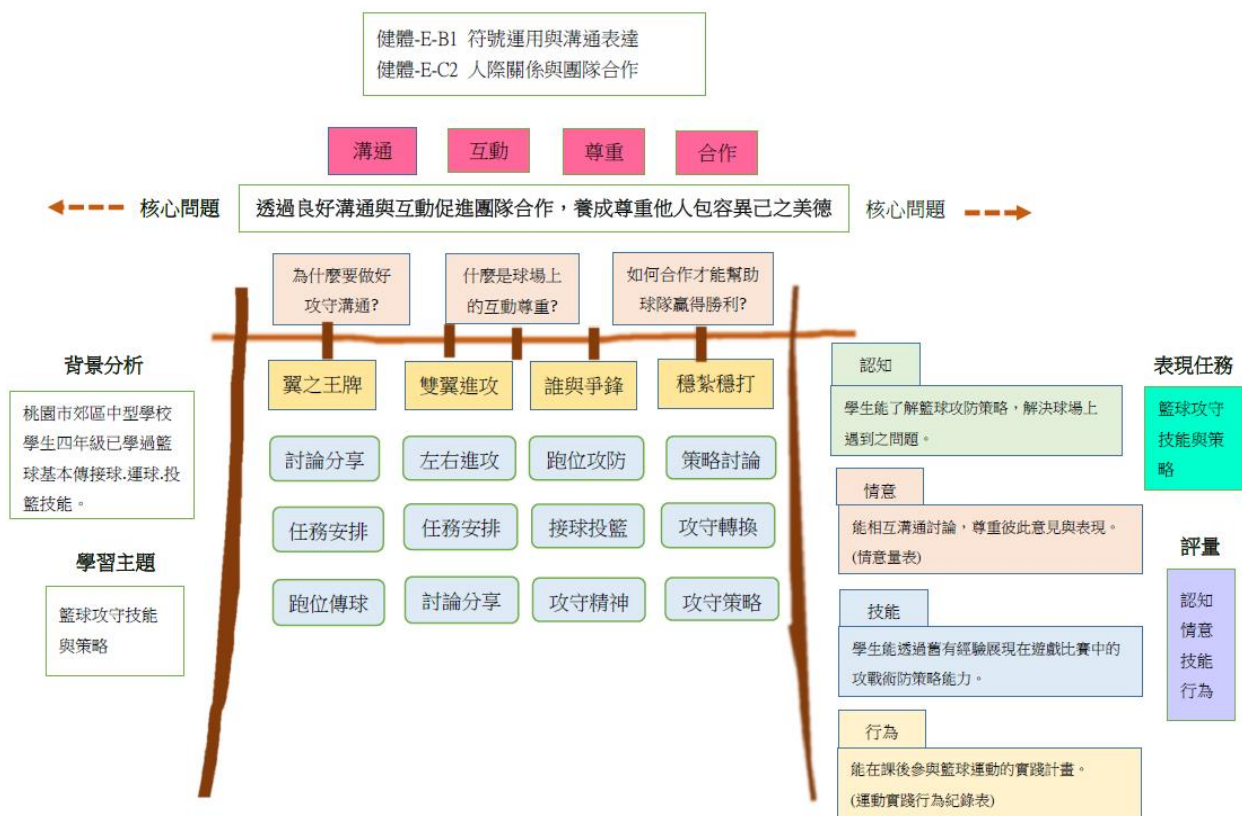 健體-E-B1 符號運用與溝通表達
健體-E-C2 人際關係與團隊合作
溝通
互動
尊重
合作
核心問題
透過良好溝通與互動促進團隊合作，養成尊重他人包容異己之美德
核心問題
為什麼要做好
攻守溝通?
什麼是球場上
的互動尊重?
如何合作才能幫助
球隊贏得勝利?
背景分析
桃園市郊區中型學校
學生四年級已學過籃
球基本傳接球.運球.投
籃技能。
學習主題
籃球攻守技能
與策略
翼之王牌
討論分享
任務安排
跑位傳球
雙翼進攻
左右進攻
任務安排
討論分享
誰與爭鋒
跑位攻防
接球投籃
攻守精神
穩紮穩打
策略討論
攻守轉換
攻守策略
認知
學生能了解籃球攻防策略，解決球場上
遇到之問題。
情意
能相互溝通討論，尊重彼此意見與表現。
(情意量表)
技能
學生能透過舊有經驗展現在遊戲比賽中的
攻戰術防策略能力。
行為
能在課後參與籃球運動的實踐計畫。
(運動實踐行為紀錄表)
表現任務
籃球攻守
技能與策
略
評量
認知
情意
技能
行為